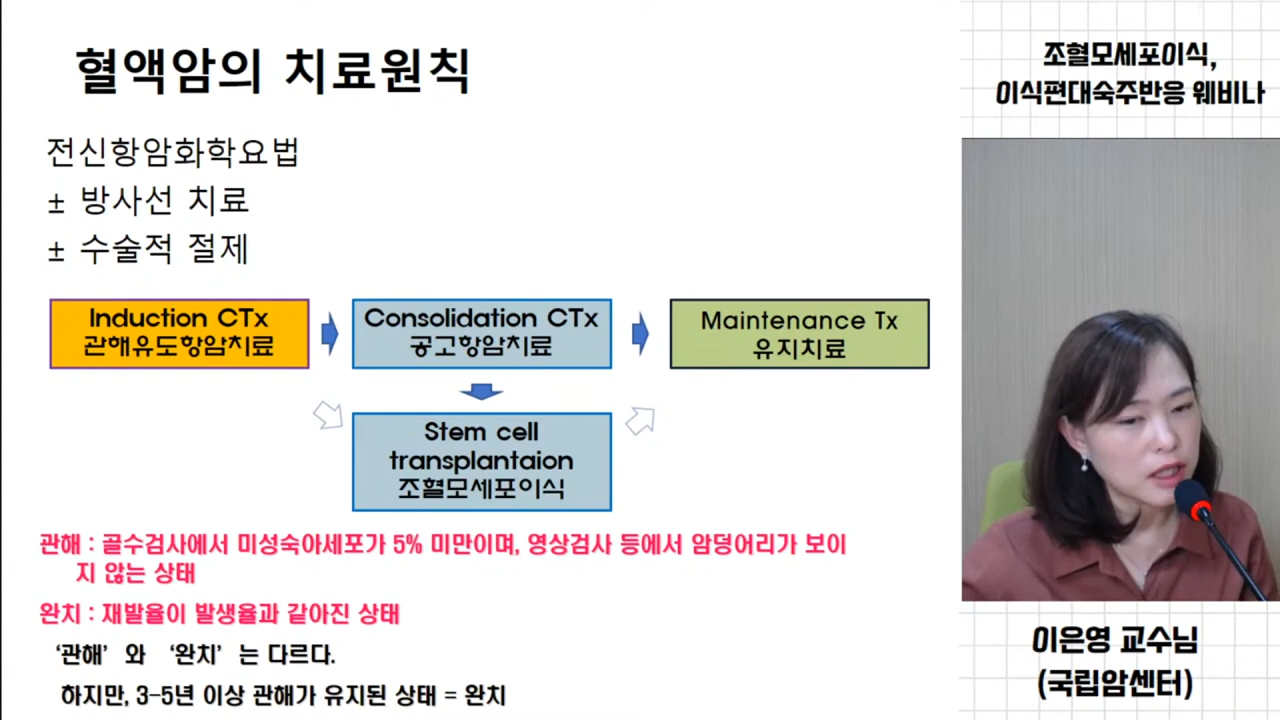 혈액암의 치료원칙
전신항암화학요법
± 방사선 치료
± 수술적 절제
Induction CTx
관해유도항암치료
Consolidation CTx
공고항암치료
Maintenance Tx
유지치료
Stem cell
transplantaion
조혈모세포이식
관해 : 골수검사에서 미성숙아세포가 5% 미만이며, 영상검사 등에서 암덩어리가 보이
지 않는 상태
완치 : 재발율이 발생율과 같아진 상태
‘관해’ 와 ‘완치’ 는 다르다.
하지만, 3-5년 이상 관해가 유지된 상태 = 완치
조혈모세포이식,
이식편대숙주반응 웨비나
이은영 교수님
(국립암센터)